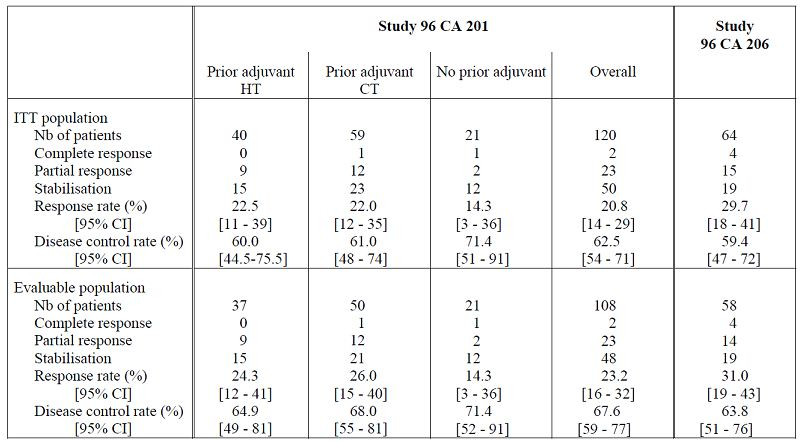 Study 96 CA 201 Study
96 CA 206
Prior adjuvant Prior adjuvant No prior adjuvant Overall
HT CT
ITT population
Nb of patients 40 59 21 120 64
Complete response 0 1 1 2 4
Partial response 9 12 2 23 15
Stabilisation 15 23 12 50 19
Response rate (%) 22.5 22.0 14.3 20.8 29.7
[95% CI] [11 - 39] [12 - 35] [3 - 36] [14 - 29] [18 - 41]
Disease control rate (%) 60.0 61.0 71.4 62.5 59.4
[95% CI] [44.5-75.5] [48 - 74] [51 - 91] [54 - 71] [47 - 72]
Evaluable population
Nb of patients 37 50 21 108 58
Complete response 0 1 1 2 4
Partial response 9 12 2 23 14
Stabilisation 15 21 12 48 19
Response rate (%) 24.3 26.0 14.3 23.2 31.0
[95% CI] [12 - 41] [15 - 40] [3 - 36] [16 - 32] [19 - 43]
Disease control rate (%) 64.9 68.0 71.4 67.6 63.8
[95% CI] [49 - 81] [55 - 81] [52 - 91] [59 - 77] [51 - 76]